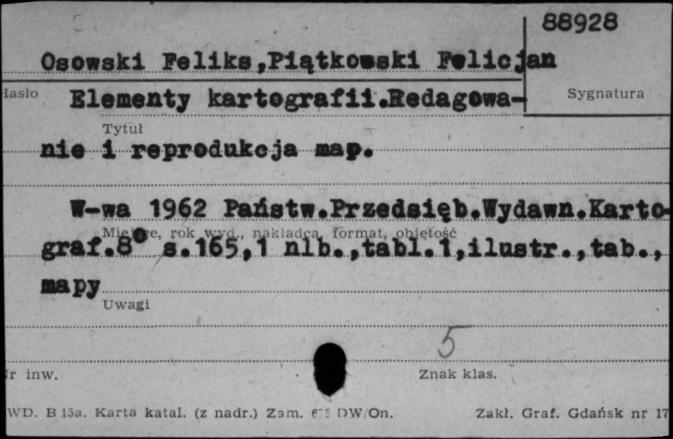 88928
Osowski Feliks,Piątkowski Felicjan
Hasło
Sygnatura
Elementy kartografii.Redagowa-
Tytuł
nie i reprodukcja map.
W-wa 1962 Państw.Przedsięb.Wydawn.Karto-
Miejsce, rok wyd., nakładca, format, objętość
graf.8° s.165,1 nlb.,tabl.1,ilustr.,tab.,
mapy
Uwagi
5
Nr inw.
Znak klas.
WD. B 15a. Karta katal. (z nadr.) Zam. DW/On.
Zakł. Graf. Gdańsk nr 17